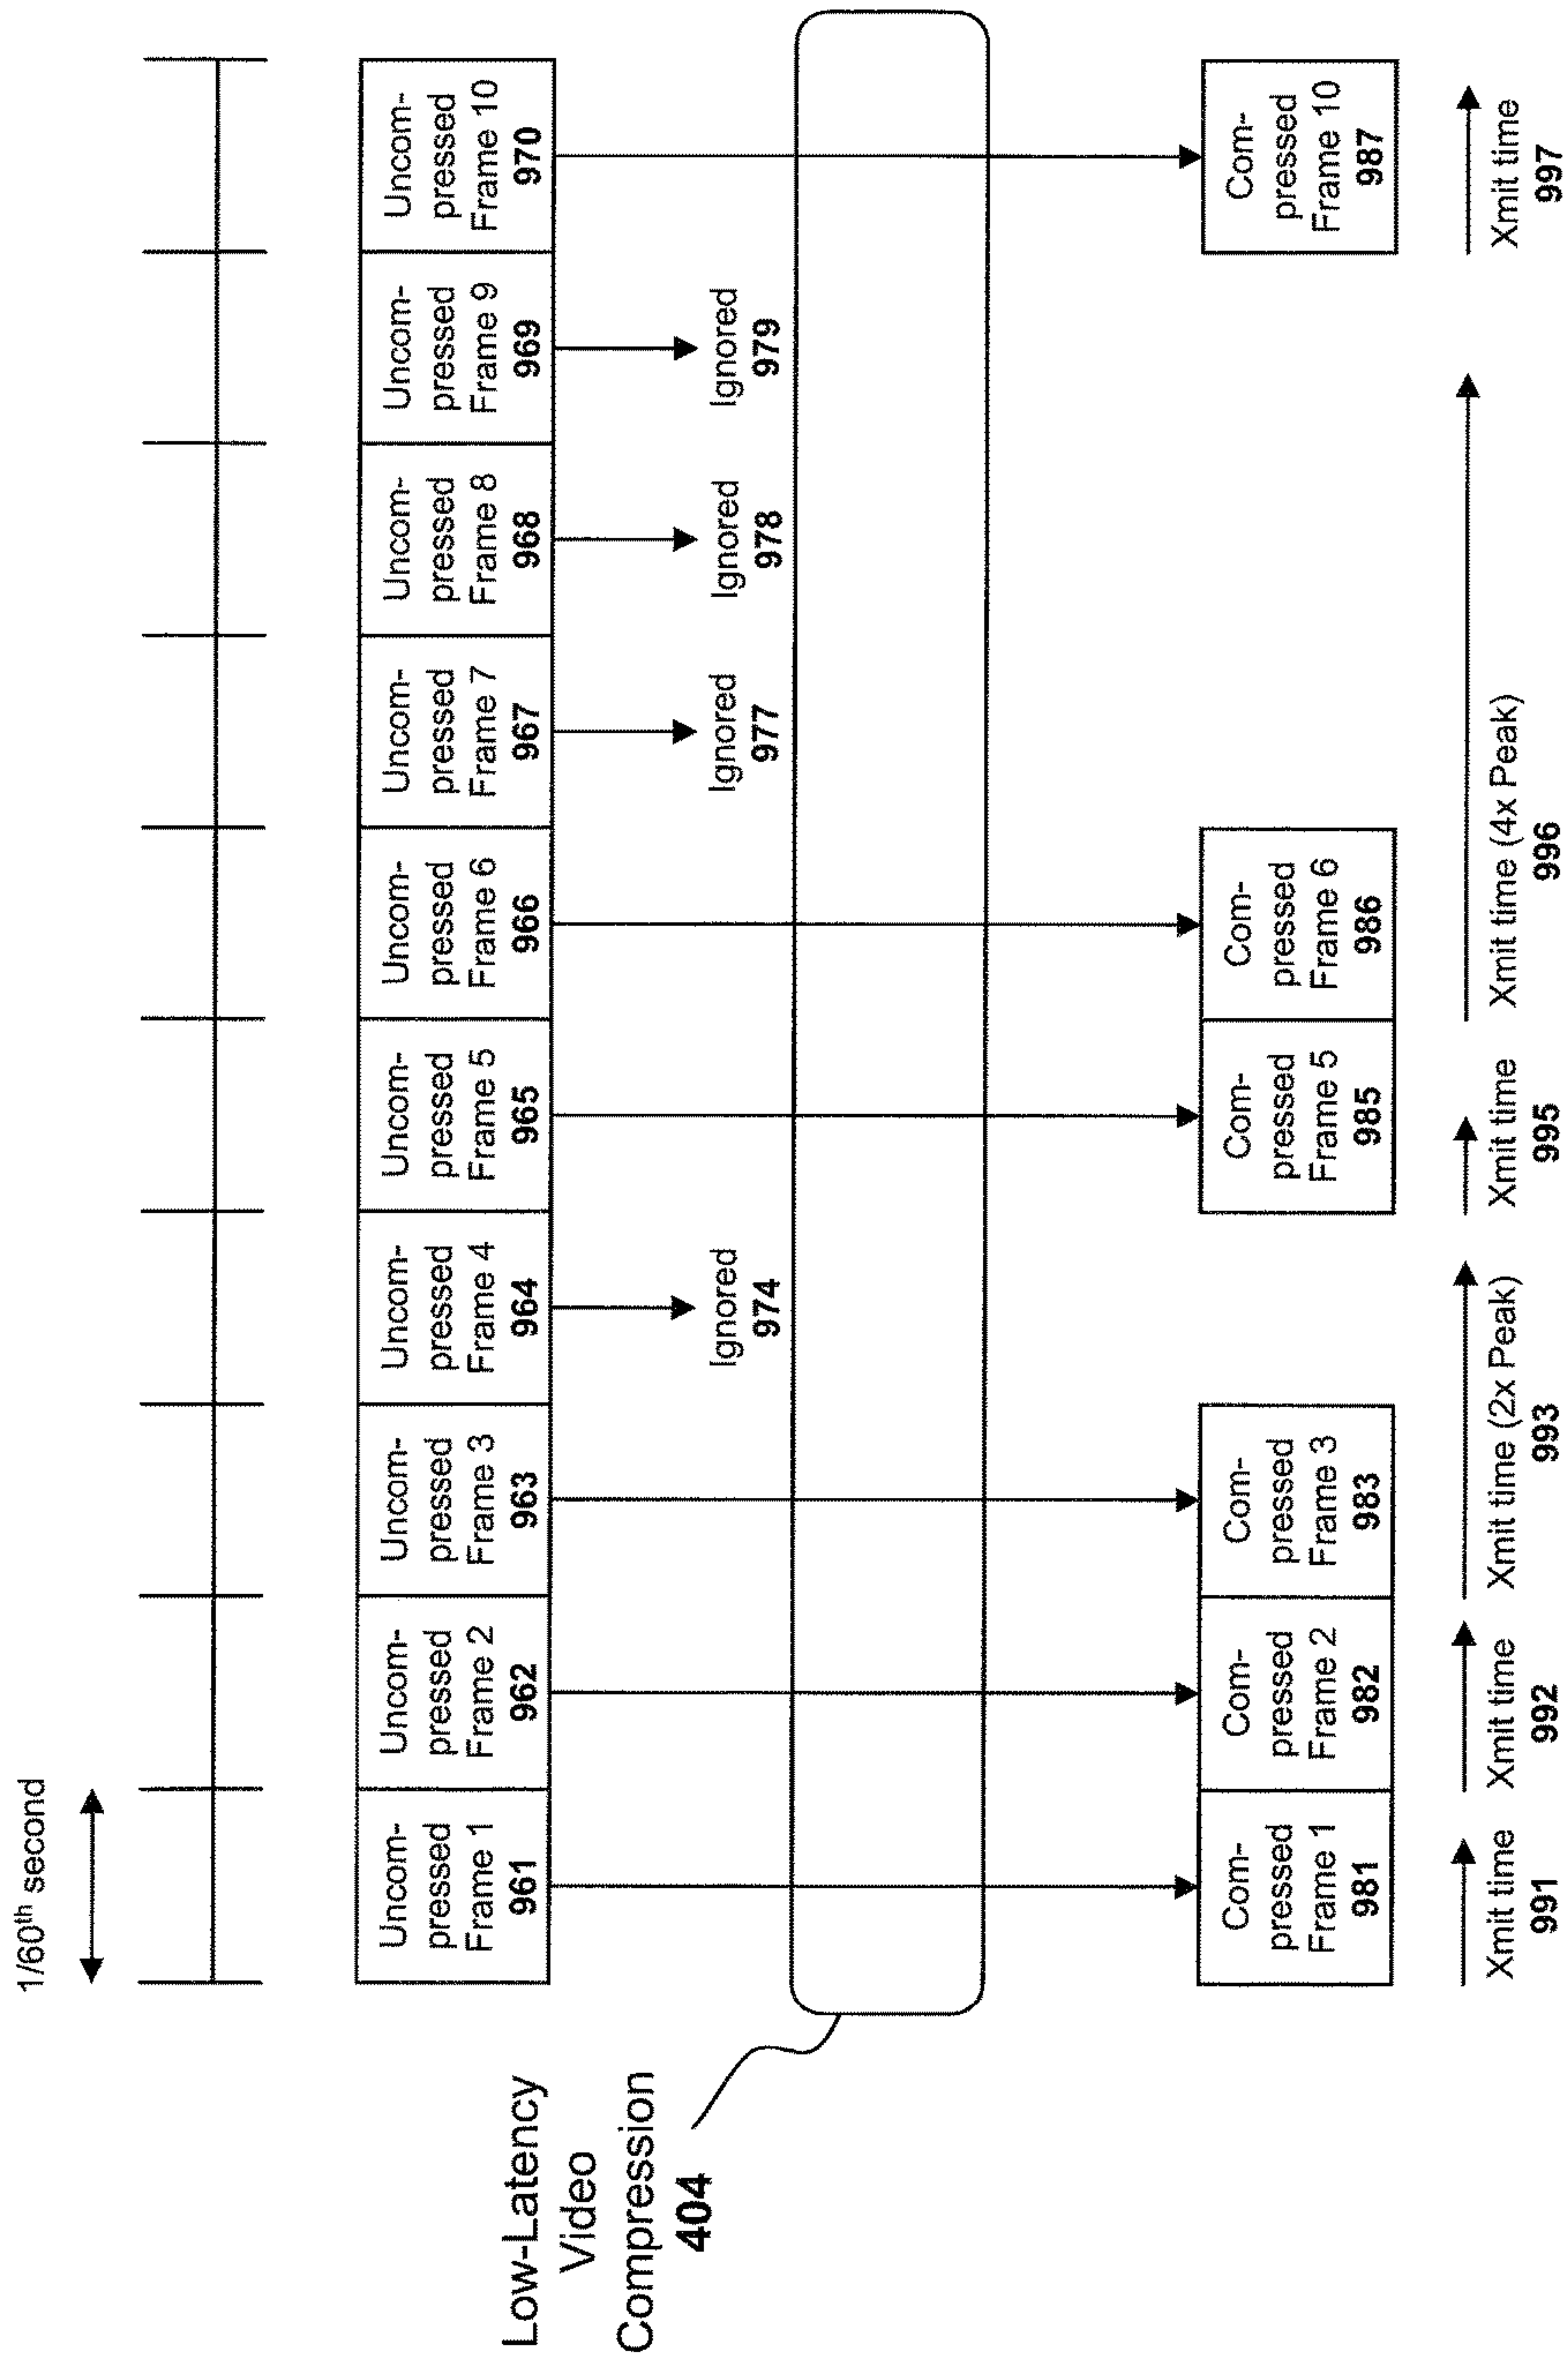 1/60th second
Uncom-
pressed
Frame 1
961
Uncom-
pressed
Frame 2
962
Uncom-
pressed
Frame 3
963
Uncom-
pressed
Frame 4
964
Uncom-
pressed
Frame 5
965
Uncom-
pressed
Frame 6
966
Uncom-
pressed
Frame 7
967
Uncom-
pressed
Frame 8
968
Uncom-
pressed
Frame 9
969
Uncom-
pressed
Frame 10
970
Ignored
974
Ignored
977
Ignored
978
Ignored
979
Low-Latency
Video
Compression
404
Com-
pressed
Frame 1
981
Com-
pressed
Frame 2
982
Com-
pressed
Frame 3
983
Com-
pressed
Frame 5
985
Com-
pressed
Frame 6
986
Com-
pressed
Frame 10
987
Xmit time
991
Xmit time
992
Xmit time (2x Peak)
993
Xmit time
995
Xmit time (4x Peak)
996
Xmit time
997